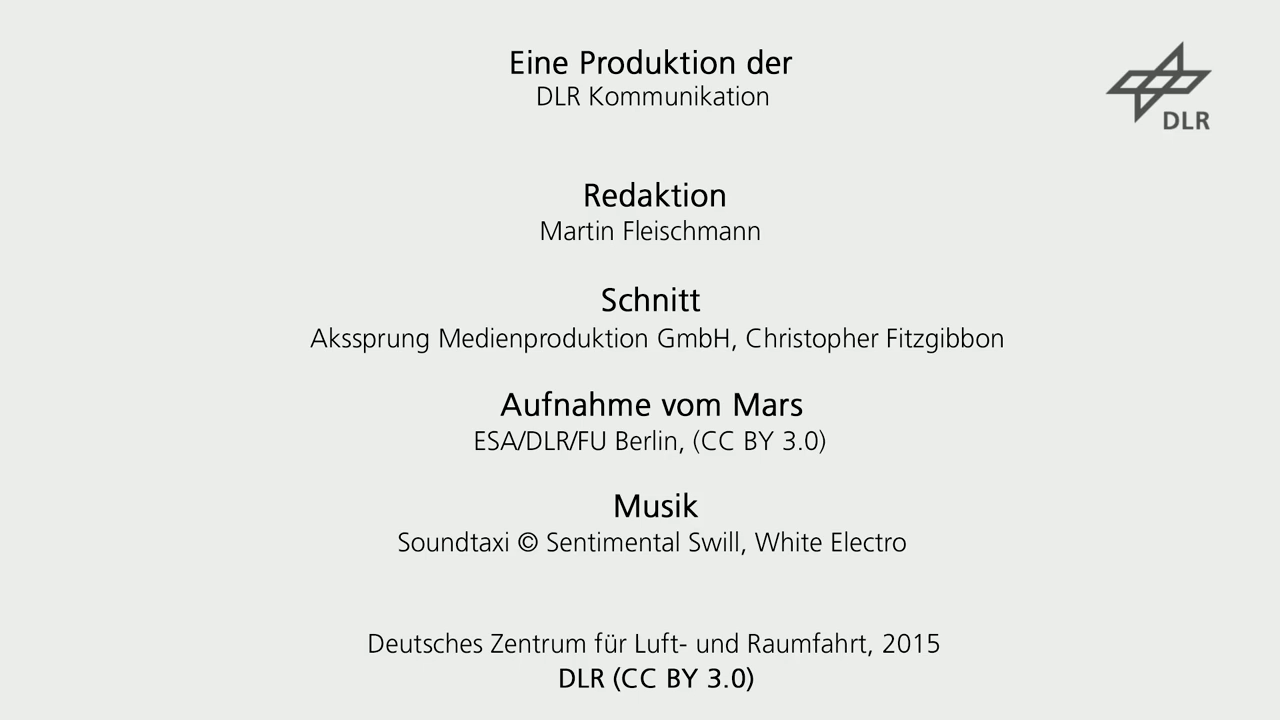 Eine Produktion der
DLR Kommunikation
DLR
Redaktion
Martin Fleischmann
Schnitt
Akssprung Medienproduktion GmbH, Christopher Fitzgibbon
Aufnahme vom Mars
ESA/DLR/FU Berlin, (CC BY 3.0)
Musik
Soundtaxi © Sentimental Swill, White Electro
Deutsches Zentrum für Luft- und Raumfahrt, 2015
DLR (CC BY 3.0)